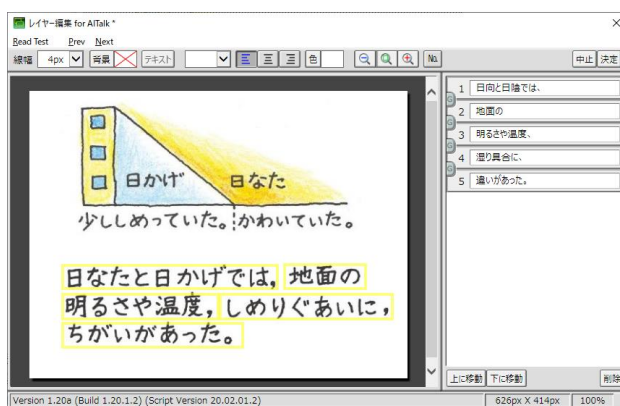 レイヤー編集 for AITalk *
Read Test Prev Next
線幅 4px 背景 テキスト 色 No. 中止 決定
日かげ 日なた
少ししめっていた。かわいていた。
日なたと日かげでは,地面の
明るさや温度,しめりぐあいに,
ちがいがあった。
1 日向と日陰では、
2 地面の
3 明るさや温度、
4 湿り具合に、
5 違いがあった。
上に移動 下に移動 削除
Version 1.20a (Build 1.20.1.2) (Script Version 20.02.01.2) 626px X 414px 100%